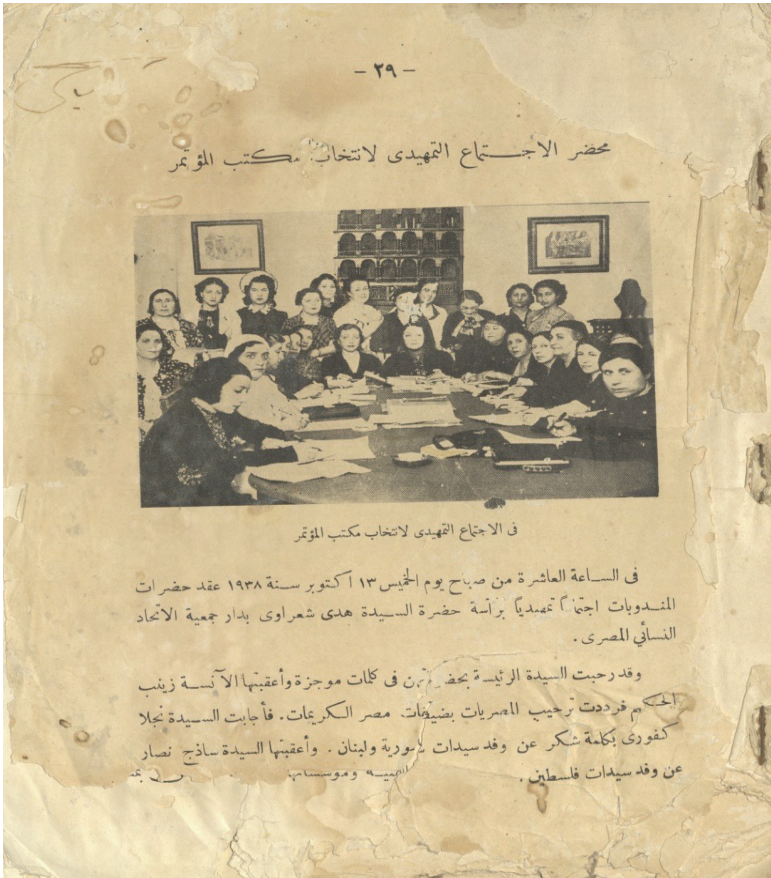 — ٣٩ —
محضر الاجتماع التمهيدى لانتخاب مكتب المؤتمر
فى الاجتماع التمهيدى لانتخاب مكتب المؤتمر
فى الساعة العاشرة من صباح يوم الخميس ١٣ أكتوبر سنة ١٩٣٨ عقد حضرات
المندوبات اجتماعاً تمهيدياً برآسة حضرة السيدة هدى شعراوى بدار جمعية الاتحاد
النسائي المصرى .
وقد رحبت السيدة الرئيسة بحضورهن فى كلمات موجزة وأعقبتها الآنسة زينب
الحكيم فرددت ترحيب المصريات بضيفات مصر الكريمات . فأجابت السيدة نجلا
كفورى بكلمة شكر عن وفد سيدات سورية ولبنان . وأعقبتها السيدة ساذج نصار
عن وفد سيدات فلسطين .